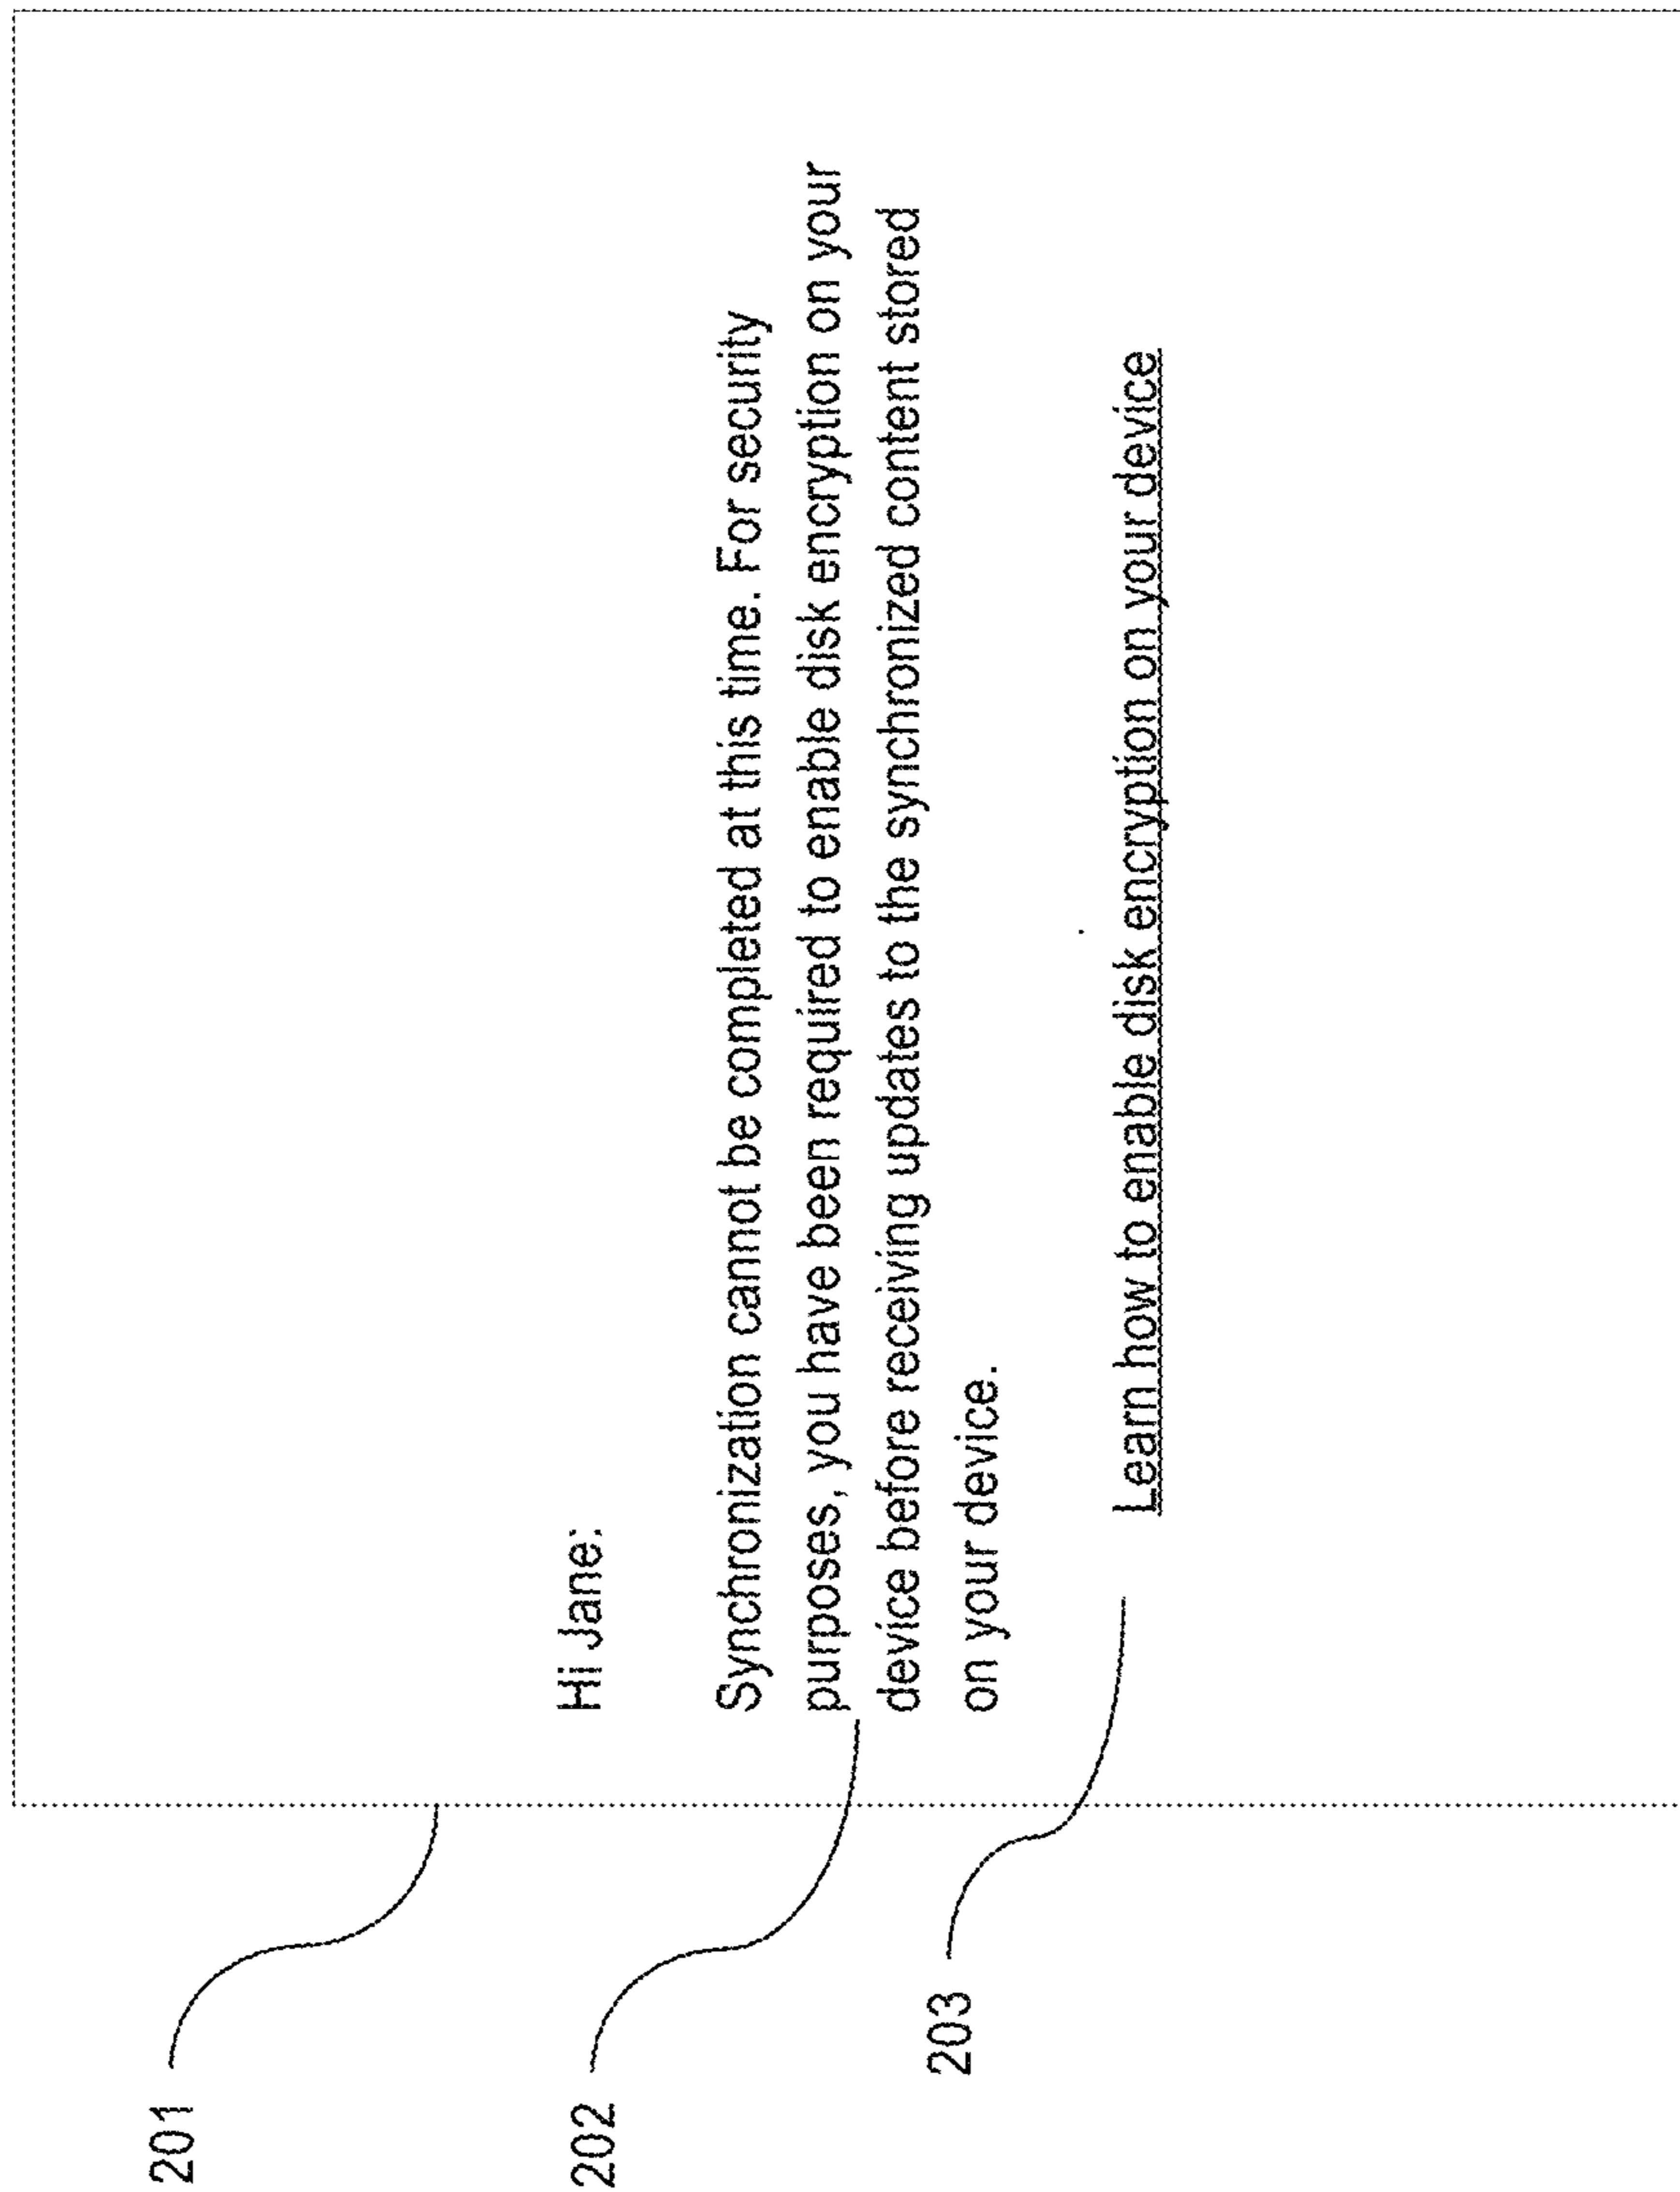 201
Hi Jane:
202
Synchronization cannot be completed at this time. For security
purposes, you have been required to enable disk encryption on your
device before receiving updates to the synchronized content stored
on your device.
203
Learn how to enable disk encryption on your device